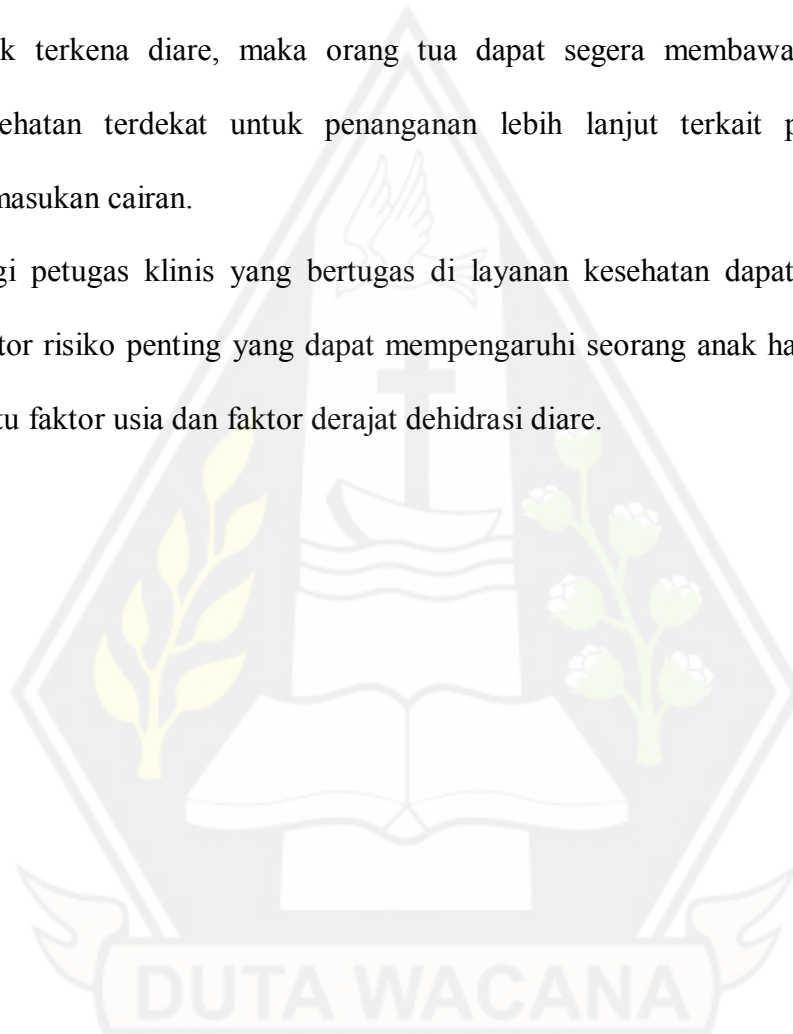 k terkena diare, maka orang tua dapat segera membawa
ehatan terdekat untuk penanganan lebih lanjut terkait p
masukan cairan.
gi petugas klinis yang bertugas di layanan kesehatan dapat
tor risiko penting yang dapat mempengaruhi seorang anak ha
tu faktor usia dan faktor derajat dehidrasi diare.
DUTA WACANA